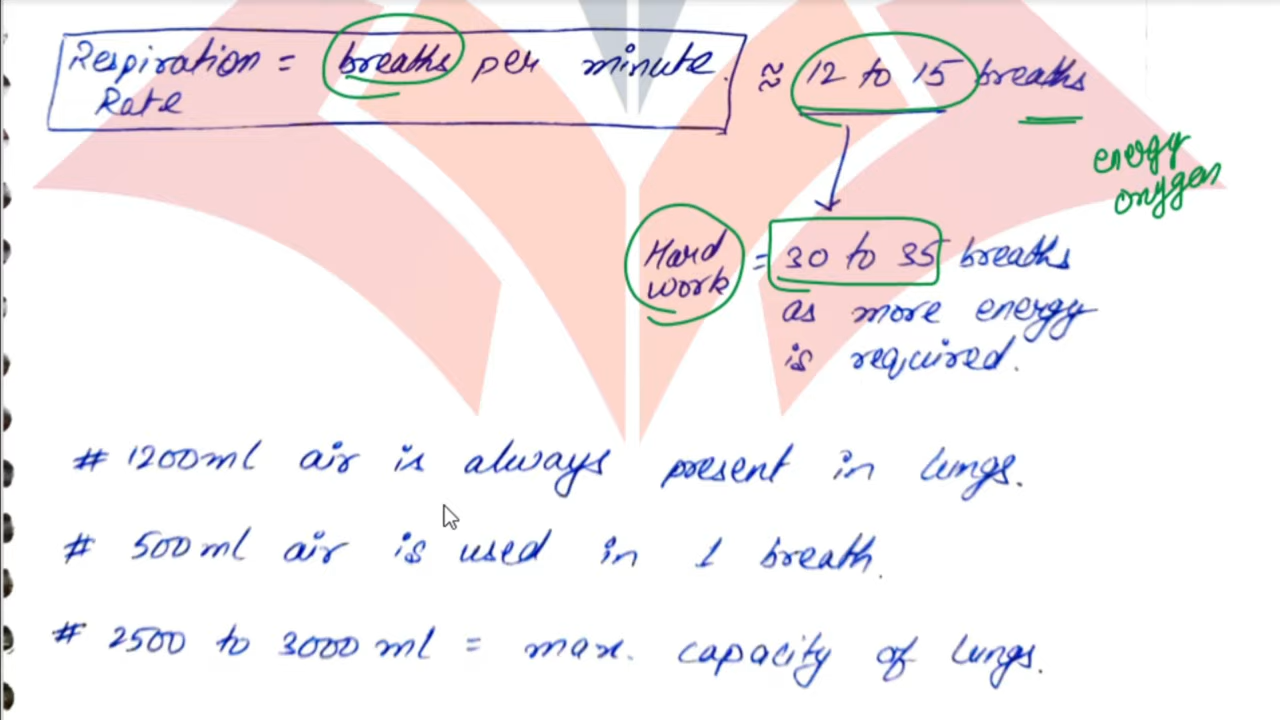 Respiration = breaths per minute. ≈ 12 to 15 breaths
Rate
energy
oxygen
Hard = 30 to 35 breaths
work
as more energy
is required.
# 1200ml air is always present in lungs.
# 500ml air is used in 1 breath.
# 2500 to 3000 ml = max. capacity of lungs.